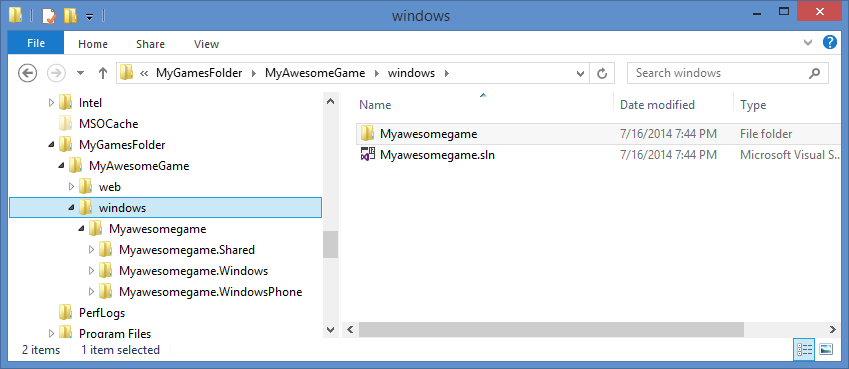 windows
File Home Share View
« MyGamesFolder MyAwesomeGame windows Search windows
Intel
MSOCache
MyGamesFolder
MyAwesomeGame
web
windows
Myawesomegame
Myawesomegame.Shared
Myawesomegame.Windows
Myawesomegame.WindowsPhone
PerfLogs
Program Files
Name Date modified Type
Myawesomegame 7/16/2014 7:44 PM File folder
Myawesomegame.sln 7/16/2014 7:44 PM Microsoft Visual S...
2 items 1 item selected